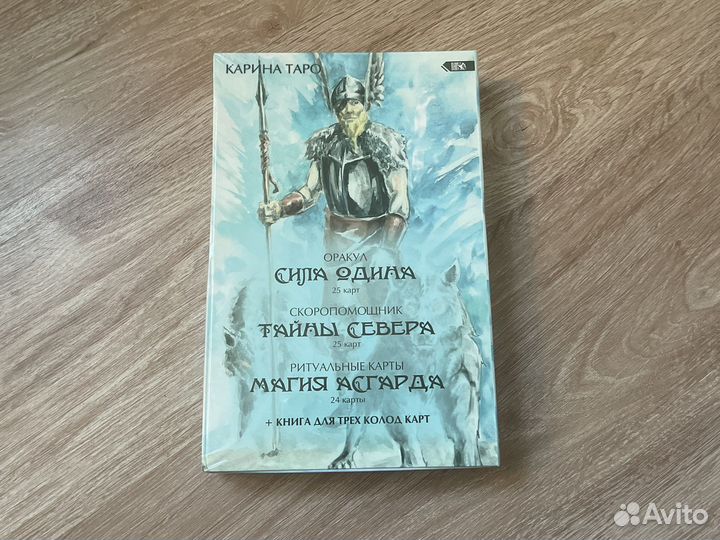 КАРИНА ТАРО
ОРАКУЛ
СИЛА ОДИНА
25 карт
СКОРОПОМОЩНИК
ТАЙНЫ СЕВЕРА
25 карт
РИТУАЛЬНЫЕ КАРТЫ
МАГИЯ АСГАРДА
24 карты
+ КНИГА ДЛЯ ТРЕХ КОЛОД КАРТ
Avito